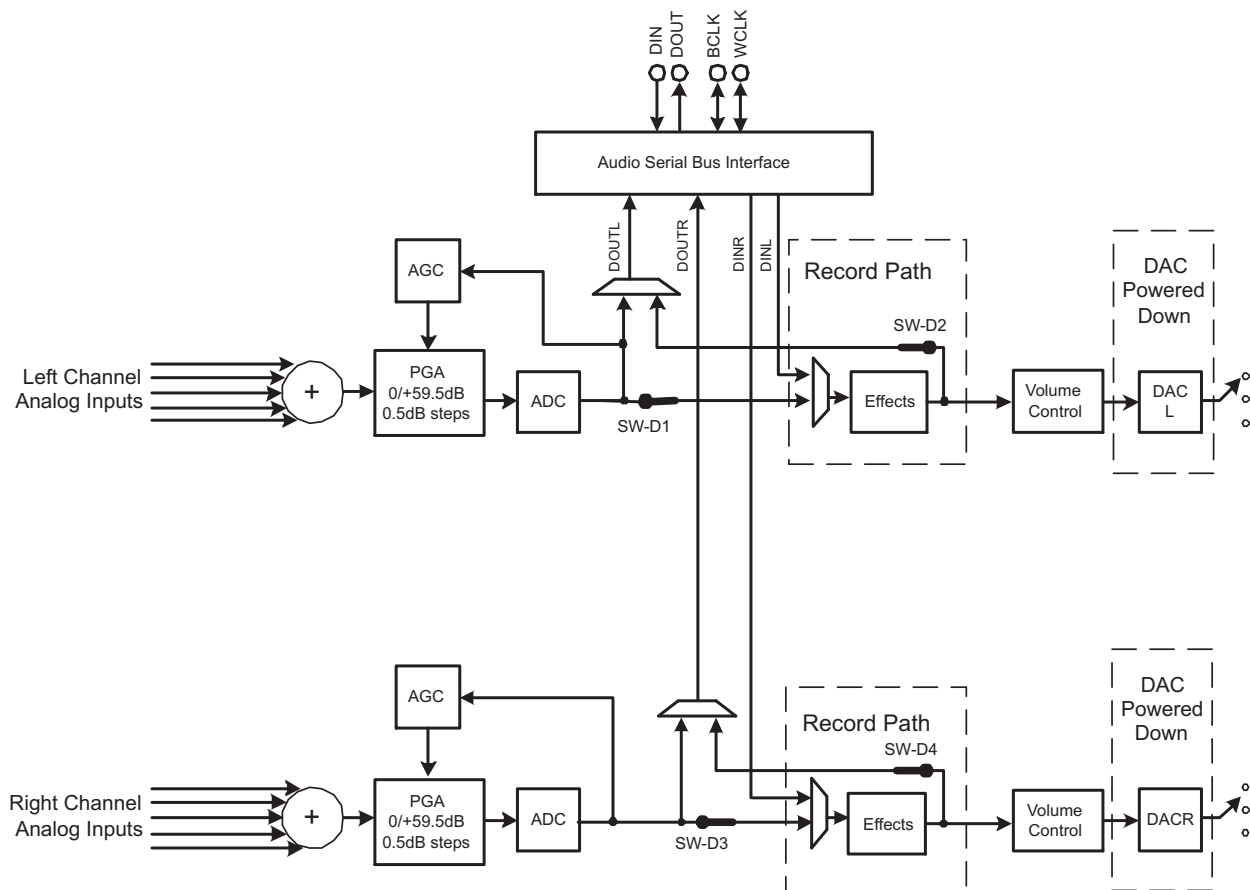 DIN
DOUT
BCLK
WCLK
Audio Serial Bus Interface
DOUTL
DOUTR
DINR
DINL
Record Path
DAC
Powered
Down
AGC
SW-D2
Left Channel
Analog Inputs
+
PGA
0/+59.5dB
0.5dB steps
ADC
SW-D1
Effects
Volume
Control
DAC
L
AGC
Record Path
DAC
Powered
Down
SW-D4
Right Channel
Analog Inputs
+
PGA
0/+59.5dB
0.5dB steps
ADC
SW-D3
Effects
Volume
Control
DACR